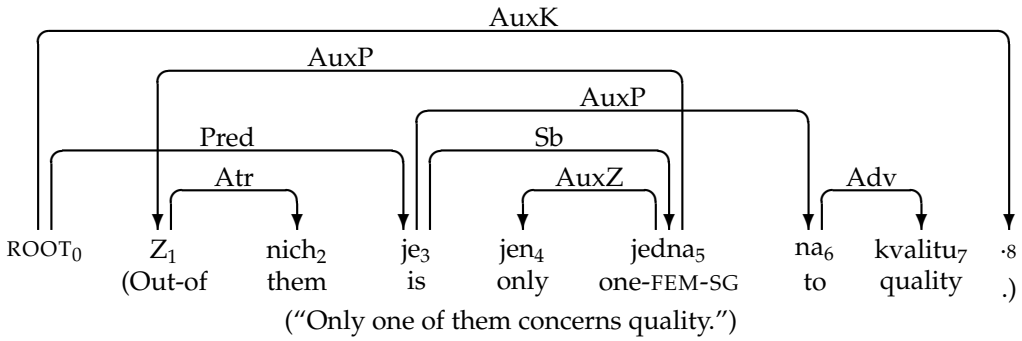 AuxK
AuxP
AuxP
Pred Sb
Atr AuxZ Adv
ROOT₀ Z₁ nich₂ je₃ jen₄ jedna₅ na₆ kvalitu₇ .₈
(Out-of them is only one-FEM-SG to quality .)
(“Only one of them concerns quality.”)